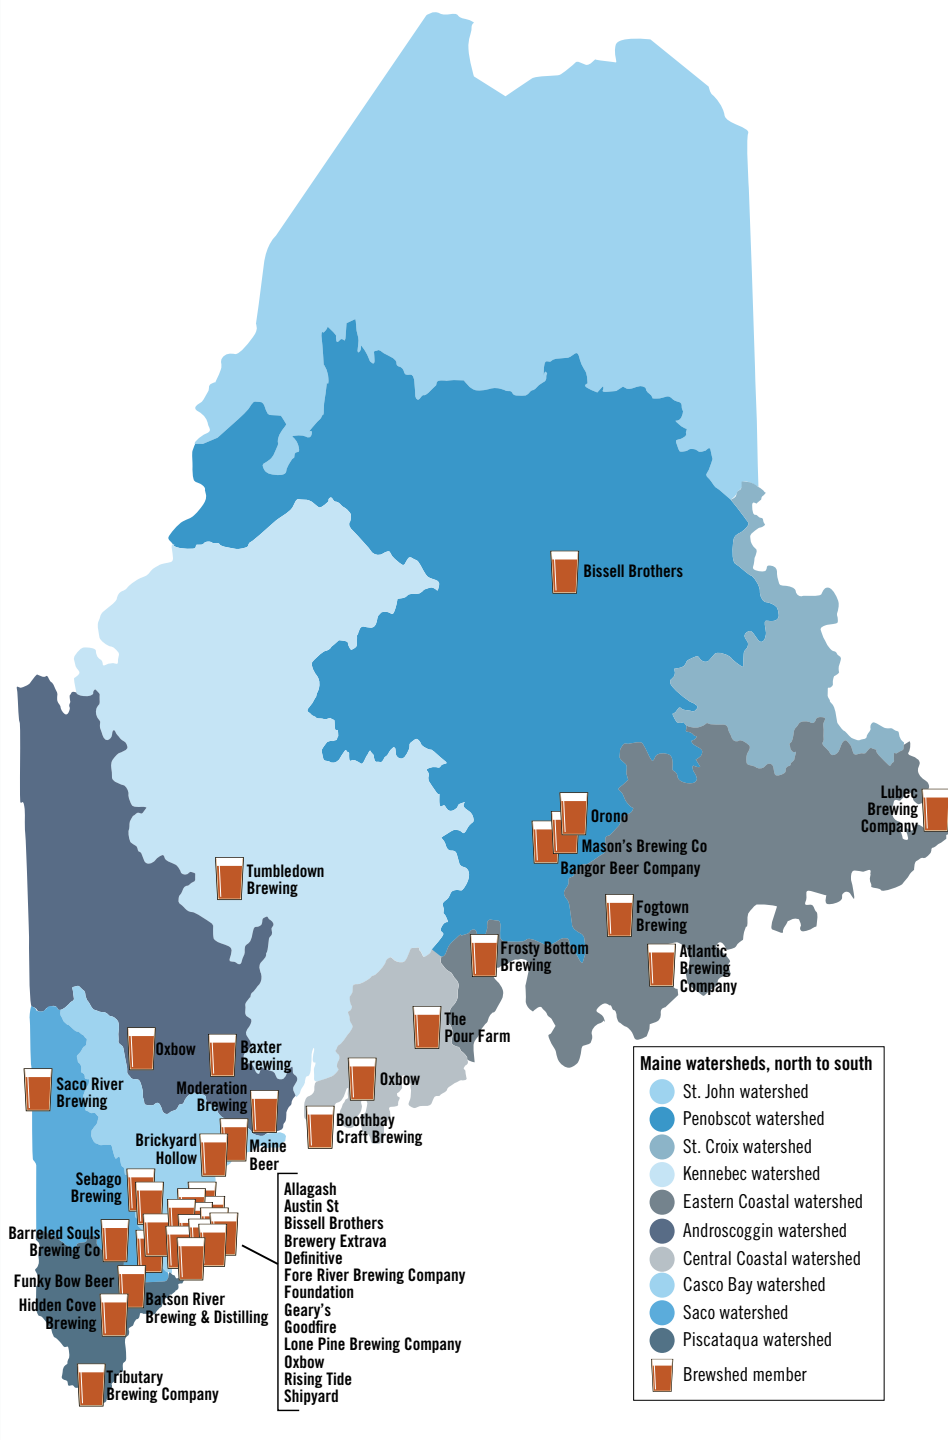 Bissell Brothers
Lubec
Brewing
Company
Orono
Mason's Brewing Co
Bangor Beer Company
Tumbledown
Brewing
Fogtown
Brewing
Frosty Bottom
Brewing
Atlantic
Brewing
Company
The
Pour Farm
Oxbow
Baxter
Brewing
Saco River
Brewing
Oxbow
Moderation
Brewing
Boothbay
Craft Brewing
Brickyard
Hollow
Maine
Beer
Sebago
Brewing
Barreled Souls
Brewing Co
Funky Bow Beer
Hidden Cove
Brewing
Batson River
Brewing & Distilling
Tributary
Brewing Company
Allagash
Austin St
Bissell Brothers
Brewery Extrava
Definitive
Fore River Brewing Company
Foundation
Geary's
Goodfire
Lone Pine Brewing Company
Oxbow
Rising Tide
Shipyard
Maine watersheds, north to south
St. John watershed
Penobscot watershed
St. Croix watershed
Kennebec watershed
Eastern Coastal watershed
Androscoggin watershed
Central Coastal watershed
Casco Bay watershed
Saco watershed
Piscataqua watershed
Brewshed member